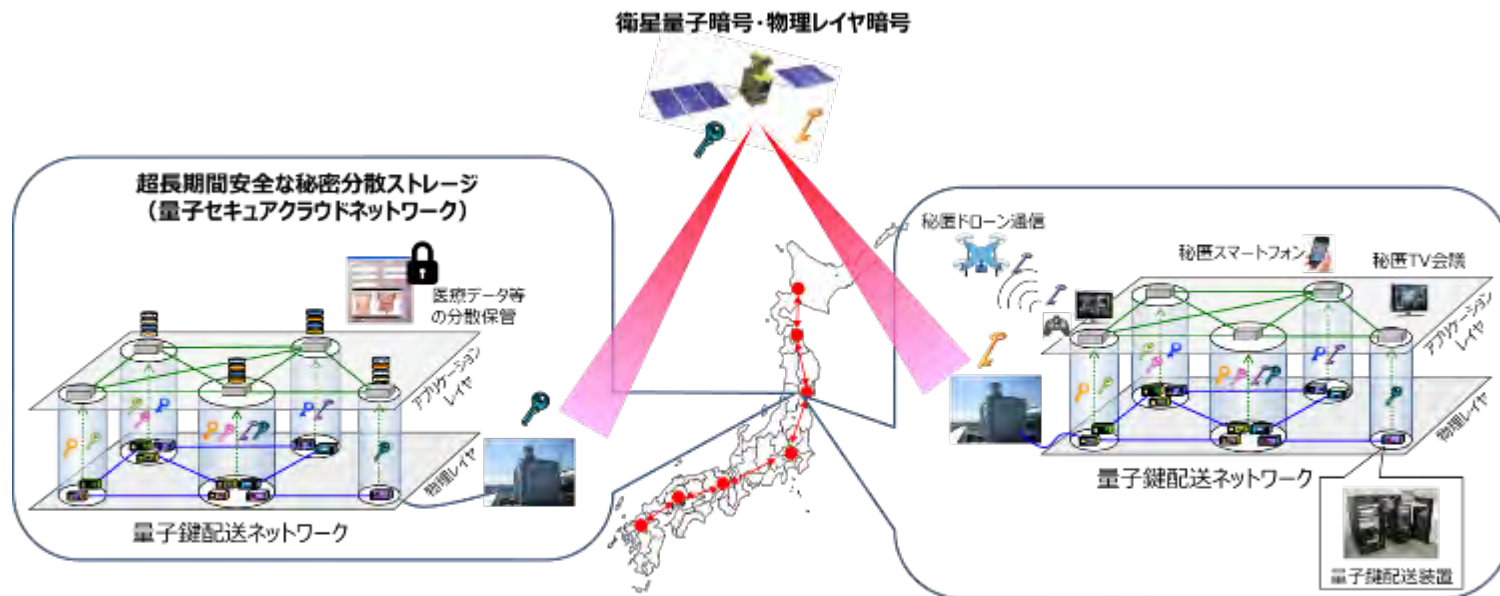 衛星量子暗号・物理レイヤ暗号
超長期間安全な秘密分散ストレージ
（量子セキュアクラウドネットワーク）
医療データ等
の分散保管
アプリケーション
レイヤ
物理レイヤ
量子鍵配送ネットワーク
秘匿ドローン通信
秘匿スマートフォン
秘匿TV会議
アプリケーション
レイヤ
物理レイヤ
量子鍵配送ネットワーク
量子鍵配送装置